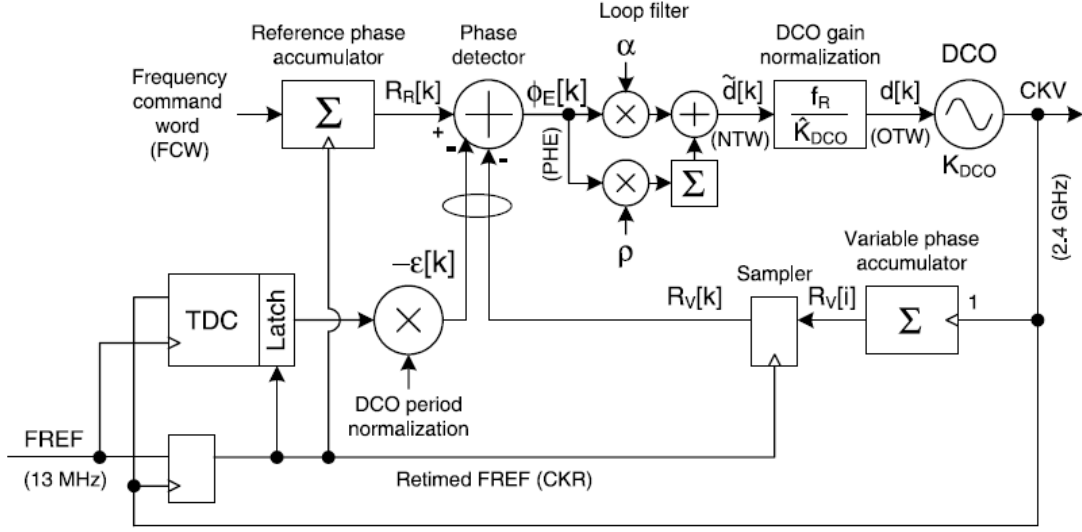 Loop filter
Reference phase
accumulator
Phase
detector
α
DCO gain
normalization
DCO
Frequency
command
word
(FCW)
Σ
R_R[k]
+
-
-
+
ϕ_E[k]
(PHE)
×
+
d̃[k]
(NTW)
f_R
K̂_DCO
d[k]
(OTW)
CKV
K_DCO
×
Σ
ρ
(2.4 GHz)
Variable phase
accumulator
Sampler
-ε[k]
R_V[k]
R_V[i]
Σ
1
TDC
Latch
×
DCO period
normalization
FREF
(13 MHz)
Retimed FREF (CKR)